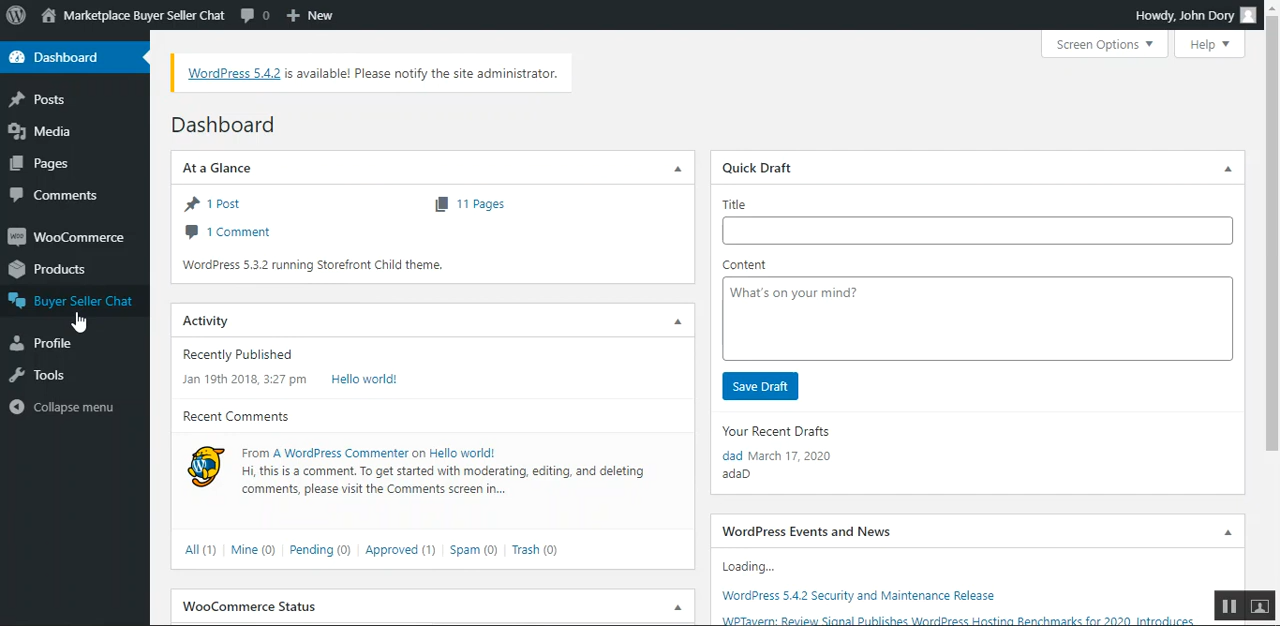 Marketplace Buyer Seller Chat 0 New Howdy, John Dory
Dashboard
Posts
Media
Pages
Comments
WooCommerce
Products
Buyer Seller Chat
Profile
Tools
Collapse menu
Screen Options ▼ Help ▼
WordPress 5.4.2 is available! Please notify the site administrator.
Dashboard
At a Glance
1 Post 11 Pages
1 Comment
WordPress 5.3.2 running Storefront Child theme.
Activity
Recently Published
Jan 19th 2018, 3:27 pm Hello world!
Recent Comments
From A WordPress Commenter on Hello world!
Hi, this is a comment. To get started with moderating, editing, and deleting
comments, please visit the Comments screen in...
All (1) | Mine (0) | Pending (0) | Approved (1) | Spam (0) | Trash (0)
WooCommerce Status
Quick Draft
Title
Content
What's on your mind?
Save Draft
Your Recent Drafts
dad March 17, 2020
adaD
WordPress Events and News
Loading...
WordPress 5.4.2 Security and Maintenance Release
WPTavern: Review Signal Publishes WordPress Hosting Benchmarks for 2020, Introduces